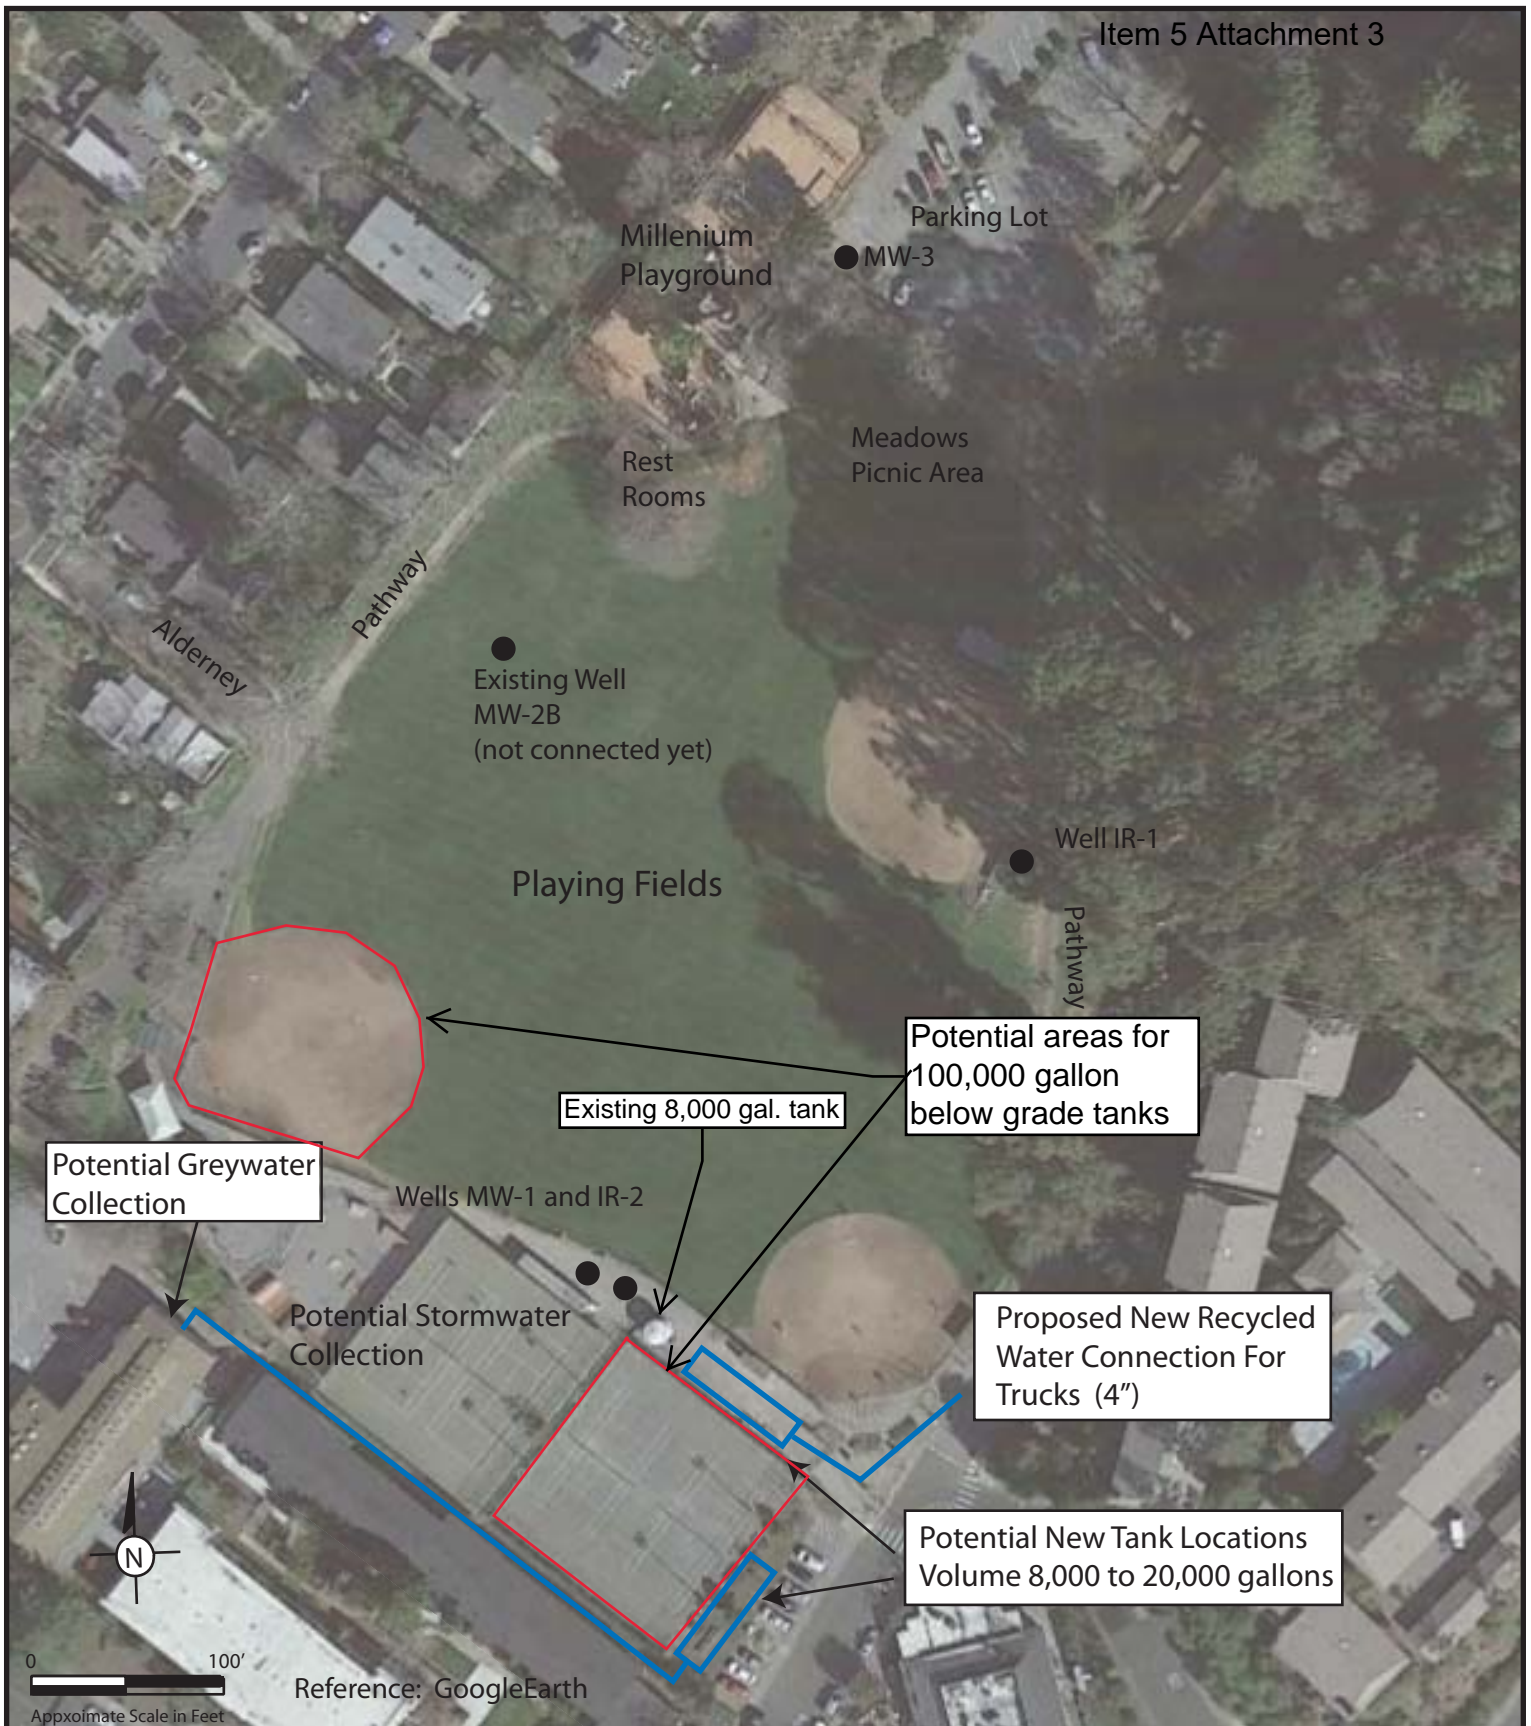 Item 5 Attachment 3
Parking Lot
Millenium
Playground
MW-3
Meadows
Picnic Area
Rest
Rooms
Pathway
Alderney
Existing Well
MW-2B
(not connected yet)
Well IR-1
Playing Fields
Pathway
Potential areas for
100,000 gallon
below grade tanks
Existing 8,000 gal. tank
Potential Greywater
Collection
Wells MW-1 and IR-2
Potential Stormwater
Collection
Proposed New Recycled
Water Connection For
Trucks (4”)
Potential New Tank Locations
Volume 8,000 to 20,000 gallons
N
0 100’
Appxoimate Scale in Feet
Reference: GoogleEarth